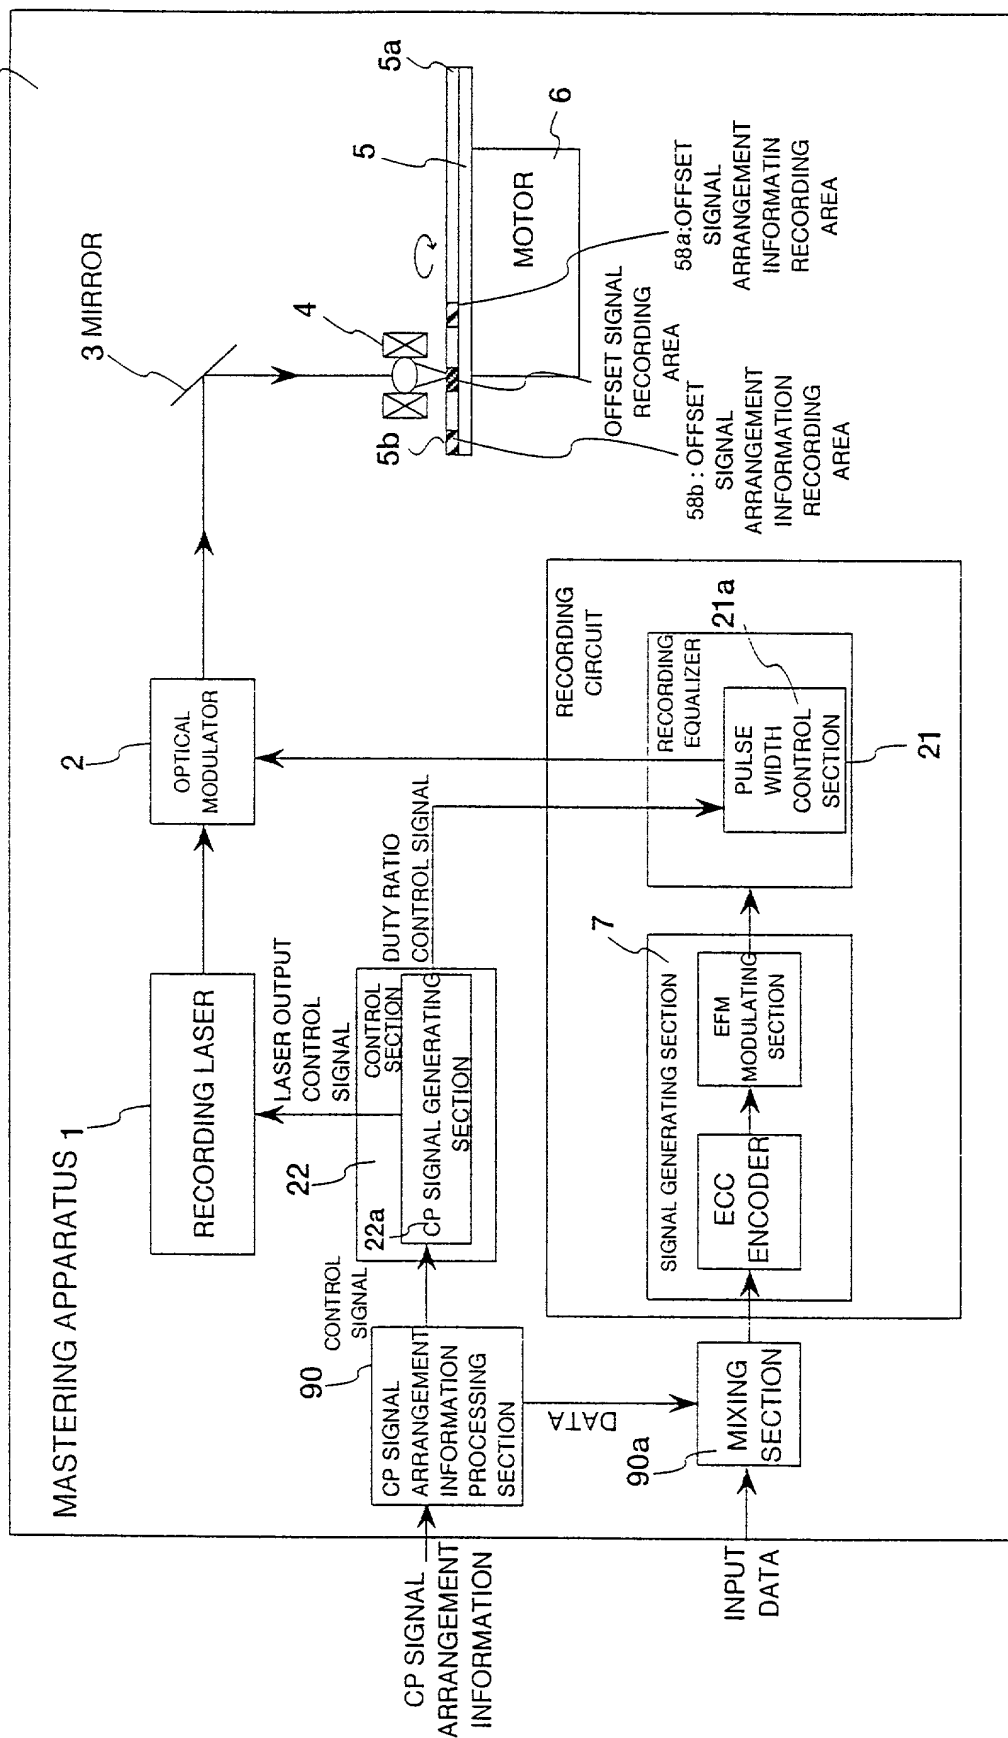 MASTERING APPARATUS
1
RECORDING LASER
2
OPTICAL
MODULATOR
3 MIRROR
4
5b
5
5a
6
MOTOR
OFFSET SIGNAL
RECORDING
AREA
58a:OFFSET
SIGNAL
ARRANGEMENT
INFORMATIN
RECORDING
AREA
58b : OFFSET
SIGNAL
ARRANGEMENT
INFORMATION
RECORDING
AREA
LASER OUTPUT
CONTROL
SIGNAL
22
CONTROL
SECTION
22a
CP SIGNAL GENERATING
SECTION
DUTY RATIO
CONTROL SIGNAL
CONTROL
SIGNAL
90
CP SIGNAL
ARRANGEMENT
INFORMATION
PROCESSING
SECTION
CP SIGNAL
ARRANGEMENT
INFORMATION
DATA
90a
MIXING
SECTION
INPUT
DATA
RECORDING
CIRCUIT
SIGNAL GENERATING SECTION
7
ECC
ENCODER
EFM
MODULATING
SECTION
RECORDING
EQUALIZER
21a
PULSE
WIDTH
CONTROL
SECTION
21